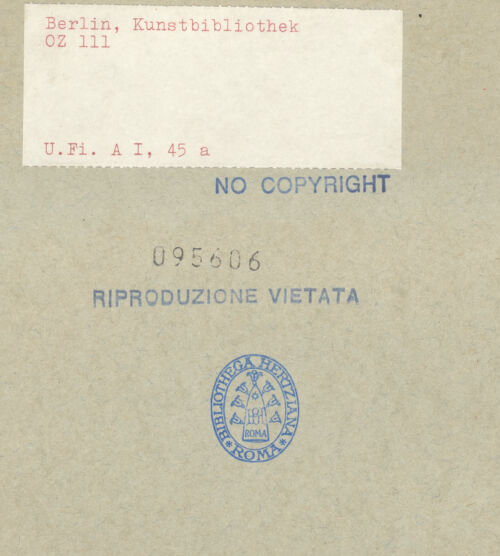 Berlin, Kunstbibliothek
OZ 111
U.Fi. A I, 45 a
NO COPYRIGHT
095606
RIPRODUZIONE VIETATA
BIBLIOTHECA HERTZIANA
ROMA
* ROMA *